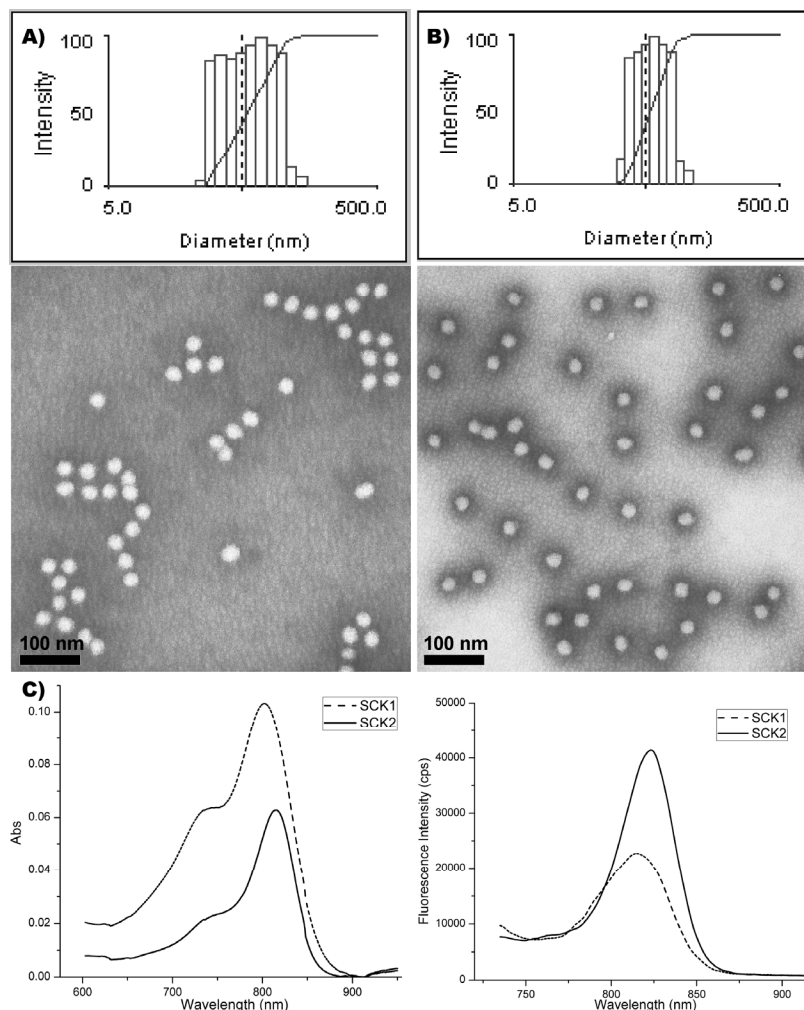 A)
100
50
0
Intensity
5.0
500.0
Diameter (nm)
B)
100
50
0
Intensity
5.0
500.0
Diameter (nm)
100 nm
100 nm
C)
SCK1
SCK2
0.10
0.08
0.06
0.04
0.02
0.00
Abs
600
700
800
900
Wavelength (nm)
SCK1
SCK2
50000
40000
30000
20000
10000
0
Fluorescence Intensity (cps)
750
800
850
900
Wavelength (nm)